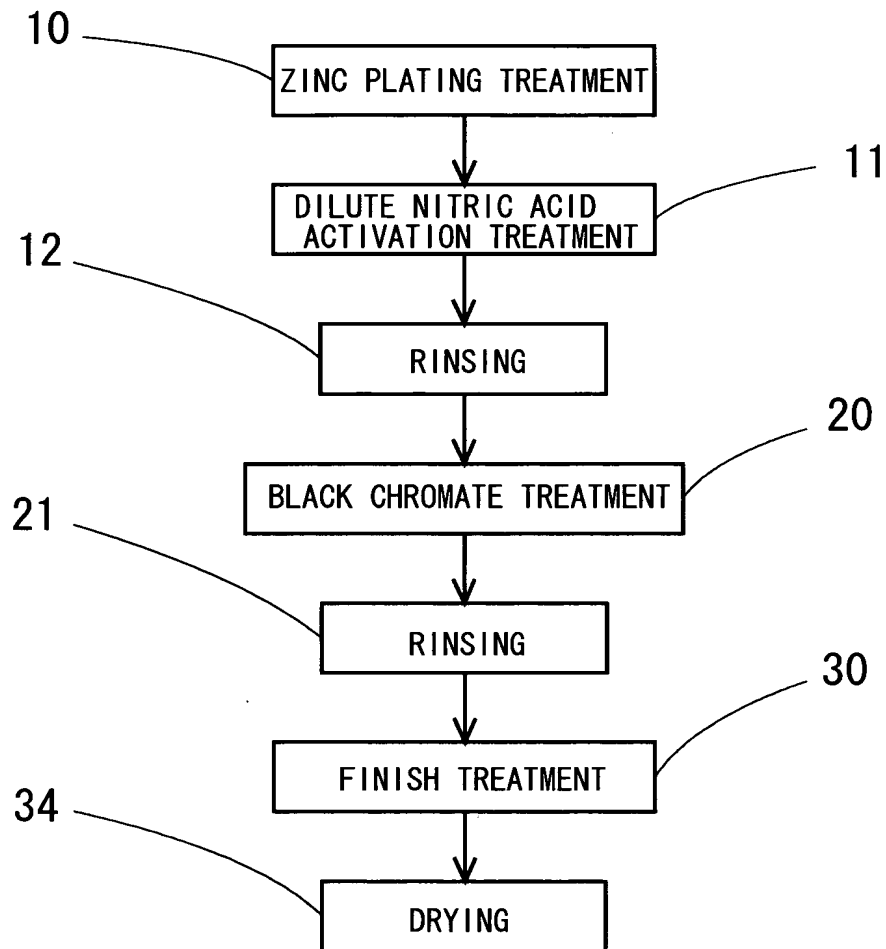 10
ZINC PLATING TREATMENT
11
DILUTE NITRIC ACID
ACTIVATION TREATMENT
12
RINSING
20
BLACK CHROMATE TREATMENT
21
RINSING
30
FINISH TREATMENT
34
DRYING